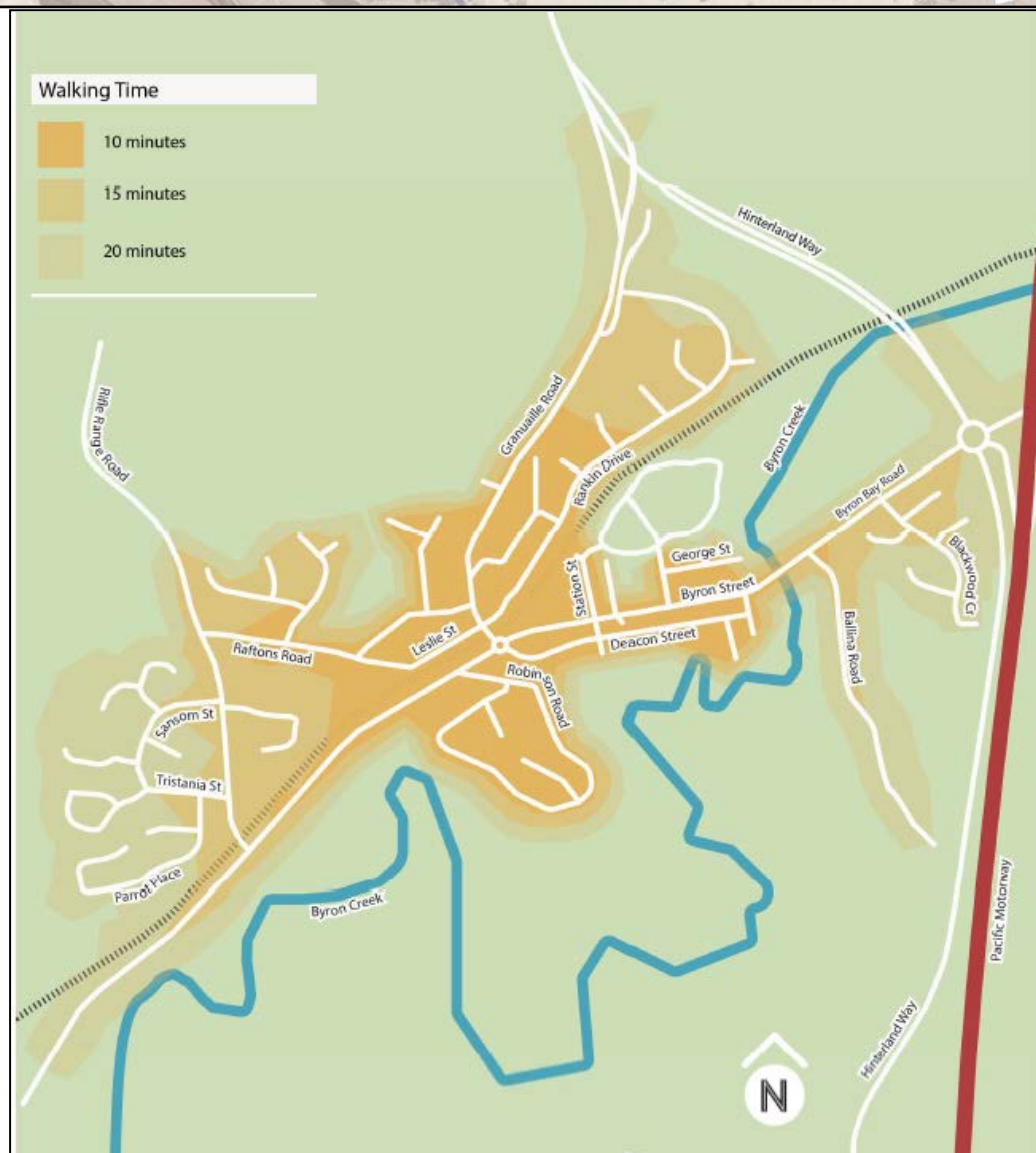 Walking Time
10 minutes
15 minutes
20 minutes
Hinterland Way
Rifle Range Road
Granuaille Road
Rankin Drive
Byron Creek
Byron Bay Road
Blackwood Cr
George St
Station St
Byron Street
Deacon Street
Leslie St
Raftons Road
Robinson Road
Ballina Road
Sansom St
Tristania St
Parrot Place
Byron Creek
Pacific Motorway
Hinterland Way
N